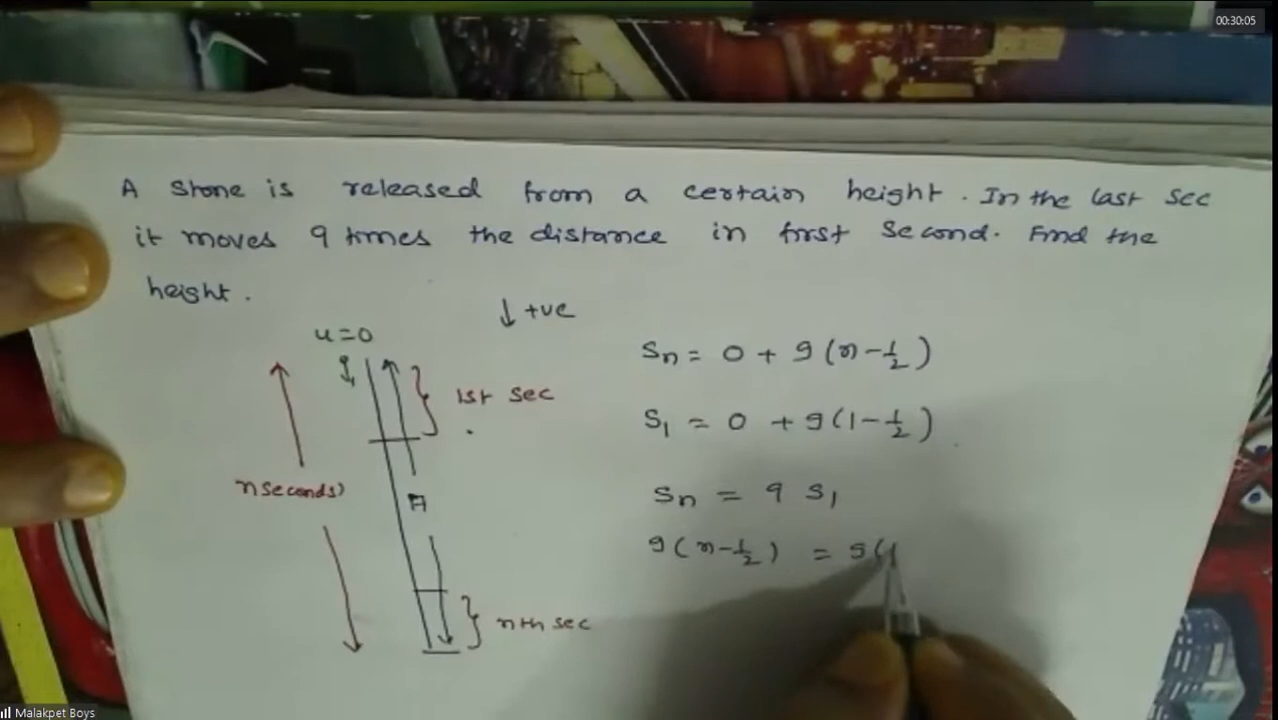 00:30:05
A stone is released from a certain height. In the last sec
it moves 9 times the distance in first second. Find the
height.
↓ +ve
u=0
1st sec
n seconds)
H
nth sec
Sn = 0 + g(n-1/2)
S1 = 0 + g(1-1/2)
Sn = 9 S1
g(n-1/2) = g(1
Malakpet Boys